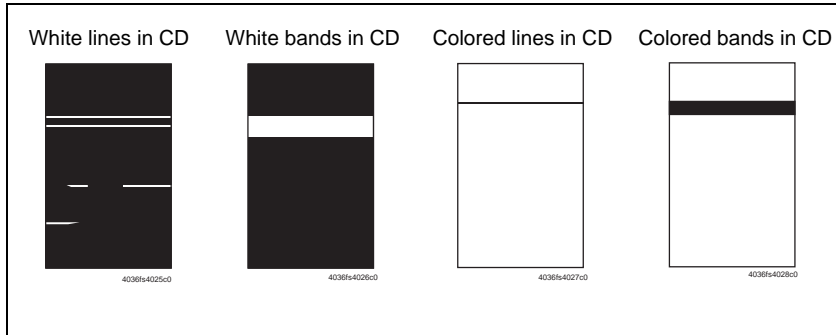 White lines in CD
White bands in CD
Colored lines in CD
Colored bands in CD
4036fs4025c0
4036fs4026c0
4036fs4027c0
4036fs4028c0